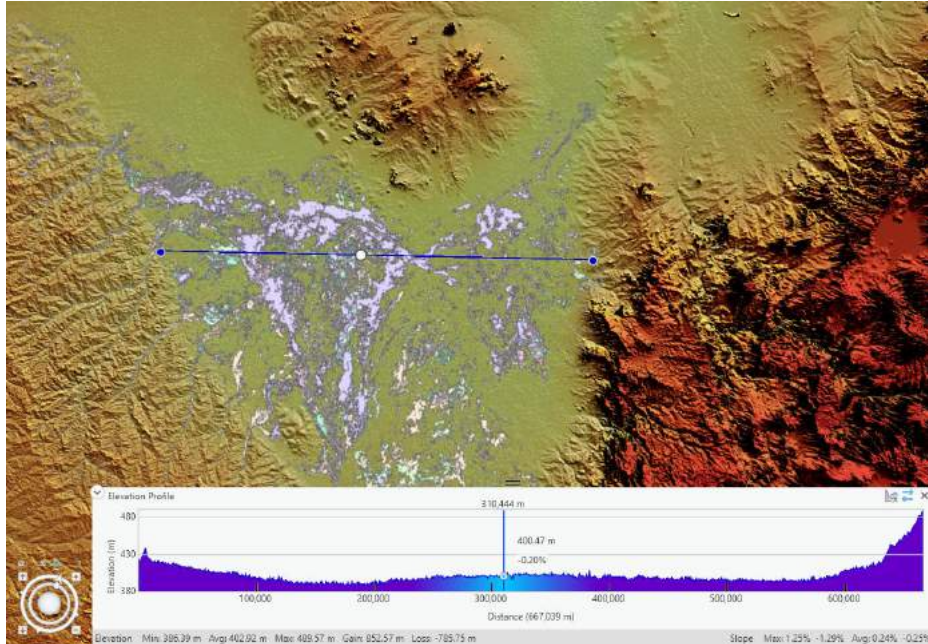 Elevation Profile
310,444 m
480
430
380
Elevation (m)
400.47 m
-0.20%
100,000
200,000
300,000
400,000
500,000
600,000
Distance (667,039 m)
Elevation Min: 386.39 m Avg: 402.92 m Max: 489.57 m Gain: 852.57 m Loss: -785.75 m
Slope Max: 1.25% -1.29% Avg: 0.24% -0.25%